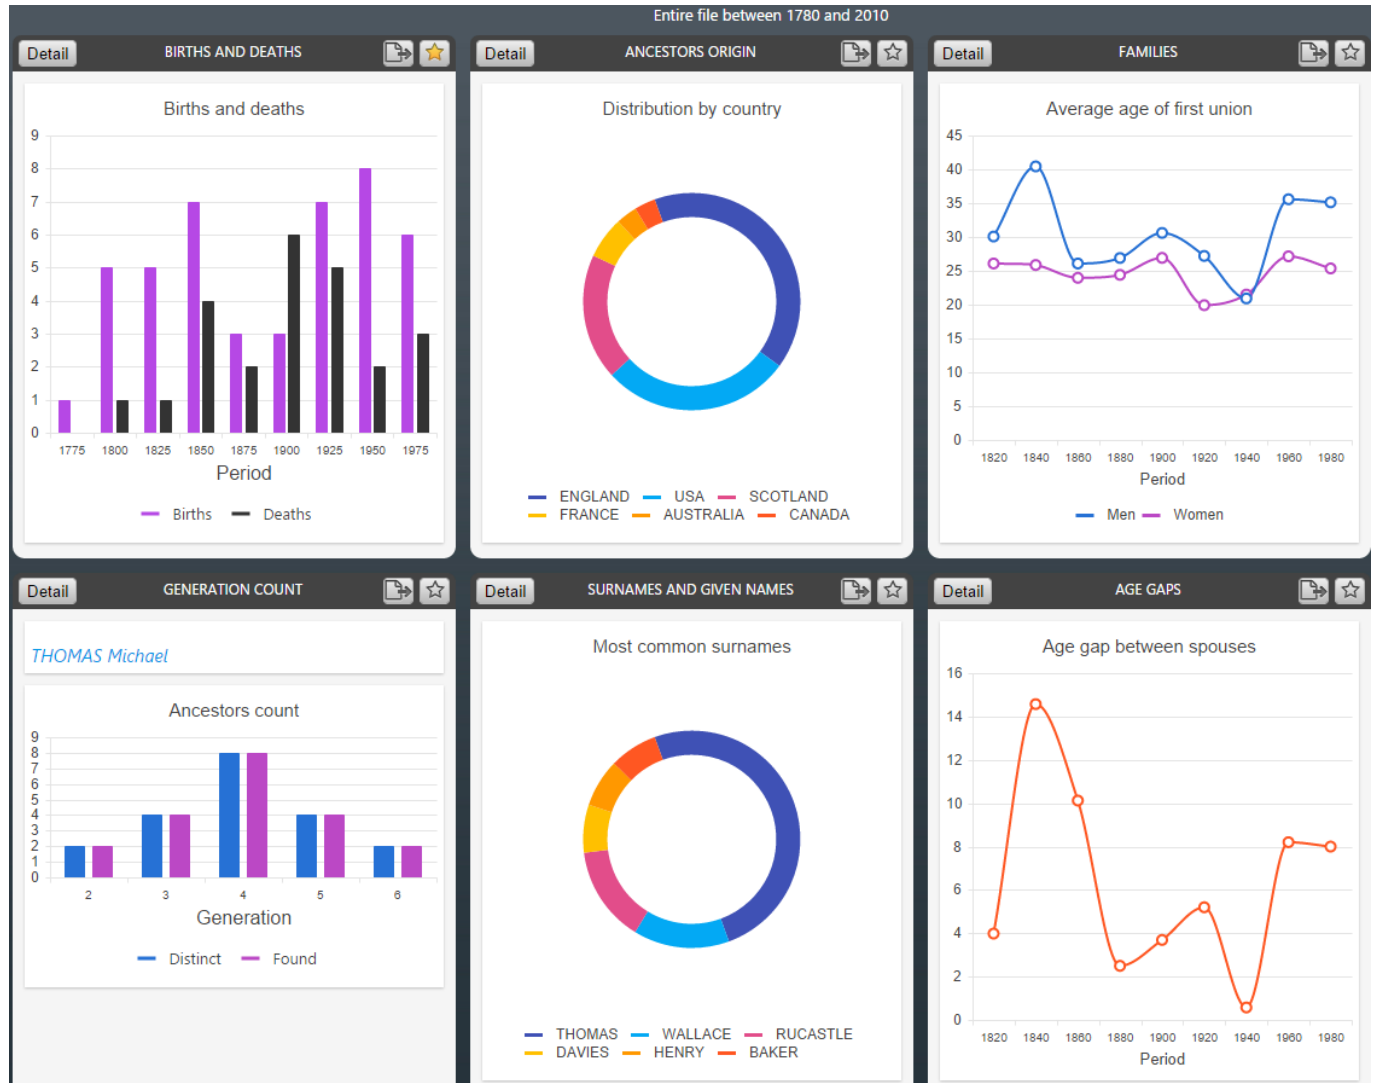 Entire file between 1780 and 2010
Detail BIRTHS AND DEATHS
Births and deaths
9
8
7
6
5
4
3
2
1
0
1775 1800 1825 1850 1875 1900 1925 1950 1975
Period
Births Deaths
Detail ANCESTORS ORIGIN
Distribution by country
ENGLAND USA SCOTLAND
FRANCE AUSTRALIA CANADA
Detail FAMILIES
Average age of first union
45
40
35
30
25
20
15
10
5
0
1820 1840 1860 1880 1900 1920 1940 1960 1980
Period
Men Women
Detail GENERATION COUNT
THOMAS Michael
Ancestors count
9
8
7
6
5
4
3
2
1
0
2 3 4 5 6
Generation
Distinct Found
Detail SURNAMES AND GIVEN NAMES
Most common surnames
THOMAS WALLACE RUCASTLE
DAVIES HENRY BAKER
Detail AGE GAPS
Age gap between spouses
16
14
12
10
8
6
4
2
0
1820 1840 1860 1880 1900 1920 1940 1960 1980
Period